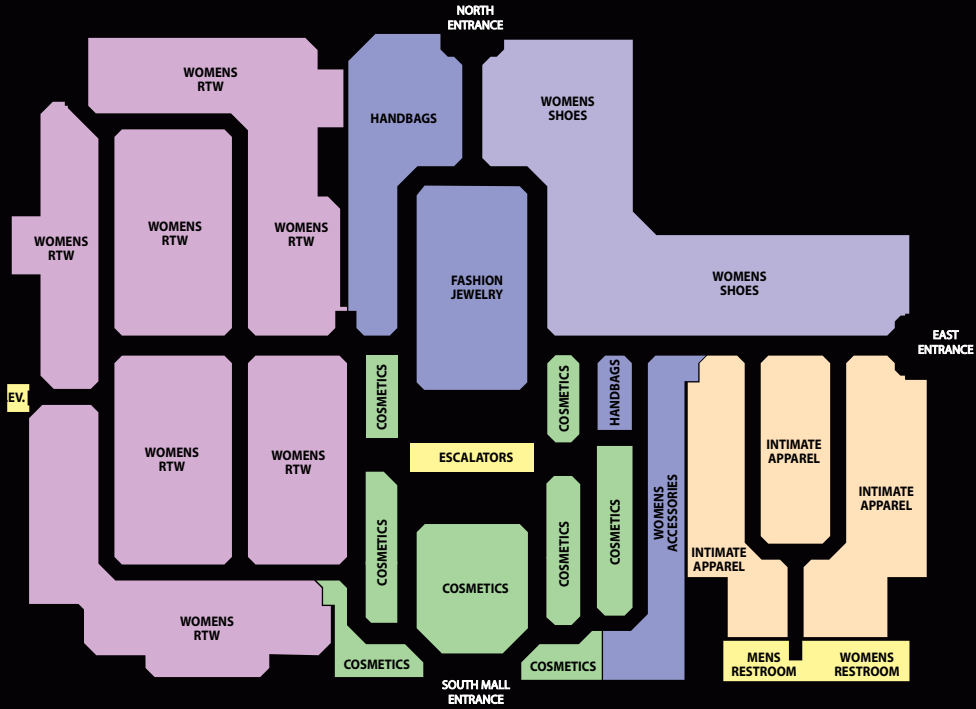 NORTH
ENTRANCE
WOMENS
RTW
HANDBAGS
WOMENS
SHOES
WOMENS
RTW
WOMENS
RTW
WOMENS
RTW
FASHION
JEWELRY
WOMENS
SHOES
EAST
ENTRANCE
EV.
COSMETICS
COSMETICS
HANDBAGS
WOMENS
RTW
WOMENS
RTW
ESCALATORS
INTIMATE
APPAREL
INTIMATE
APPAREL
COSMETICS
COSMETICS
COSMETICS
COSMETICS
WOMENS
ACCESSORIES
INTIMATE
APPAREL
WOMENS
RTW
COSMETICS
COSMETICS
MENS
RESTROOM
WOMENS
RESTROOM
SOUTH MALL
ENTRANCE